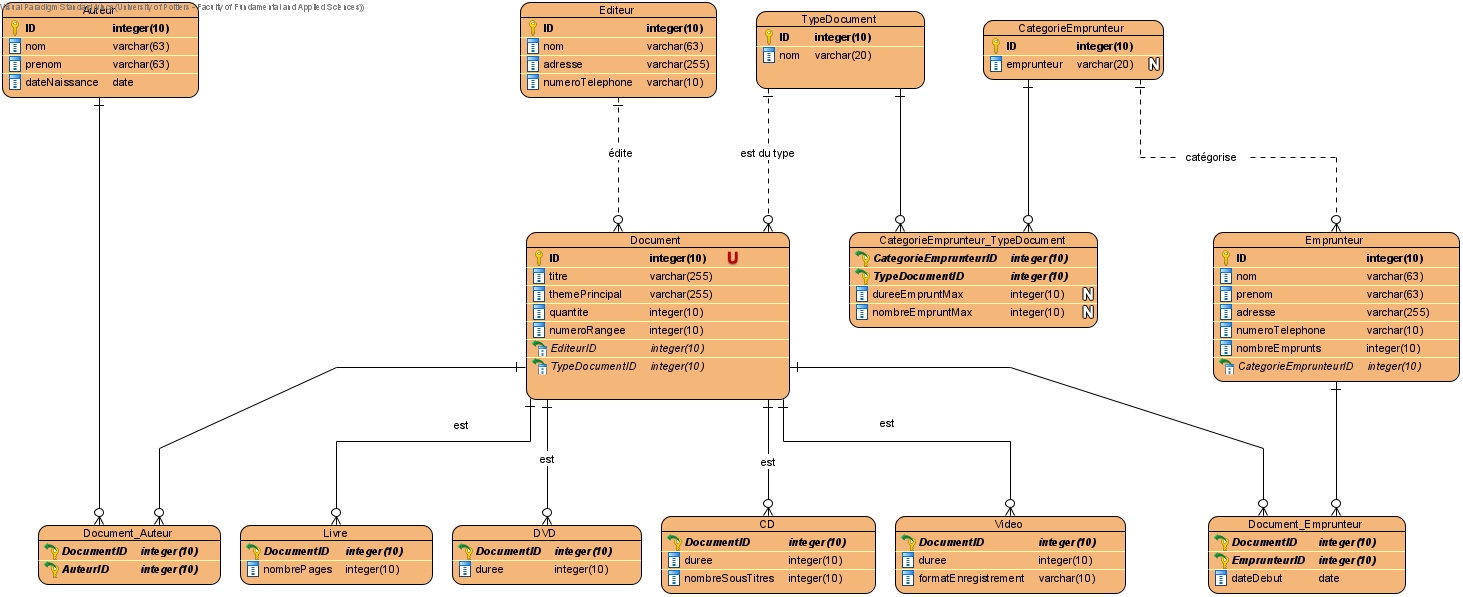 Visual Paradigm Standard (University of Poitiers - Faculty of Fundamental and Applied Sciences))
Auteur
ID integer(10)
nom varchar(63)
prenom varchar(63)
dateNaissance date
Editeur
ID integer(10)
nom varchar(63)
adresse varchar(255)
numeroTelephone varchar(10)
TypeDocument
ID integer(10)
nom varchar(20)
CategorieEmprunteur
ID integer(10)
emprunteur varchar(20) N
édite
est du type
catégorise
Document
ID integer(10) U
titre varchar(255)
themePrincipal varchar(255)
quantite integer(10)
numeroRangee integer(10)
EditeurID integer(10)
TypeDocumentID integer(10)
CategorieEmprunteur_TypeDocument
CategorieEmprunteurID integer(10)
TypeDocumentID integer(10)
dureeEmpruntMax integer(10) N
nombreEmpruntMax integer(10) N
Emprunteur
ID integer(10)
nom varchar(63)
prenom varchar(63)
adresse varchar(255)
numeroTelephone varchar(10)
nombreEmprunts integer(10)
CategorieEmprunteurID integer(10)
est
est
est
est
Document_Auteur
DocumentID integer(10)
AuteurID integer(10)
Livre
DocumentID integer(10)
nombrePages integer(10)
DVD
DocumentID integer(10)
duree integer(10)
CD
DocumentID integer(10)
duree integer(10)
nombreSousTitres integer(10)
Video
DocumentID integer(10)
duree integer(10)
formatEnregistrement varchar(10)
Document_Emprunteur
DocumentID integer(10)
EmprunteurID integer(10)
dateDebut date